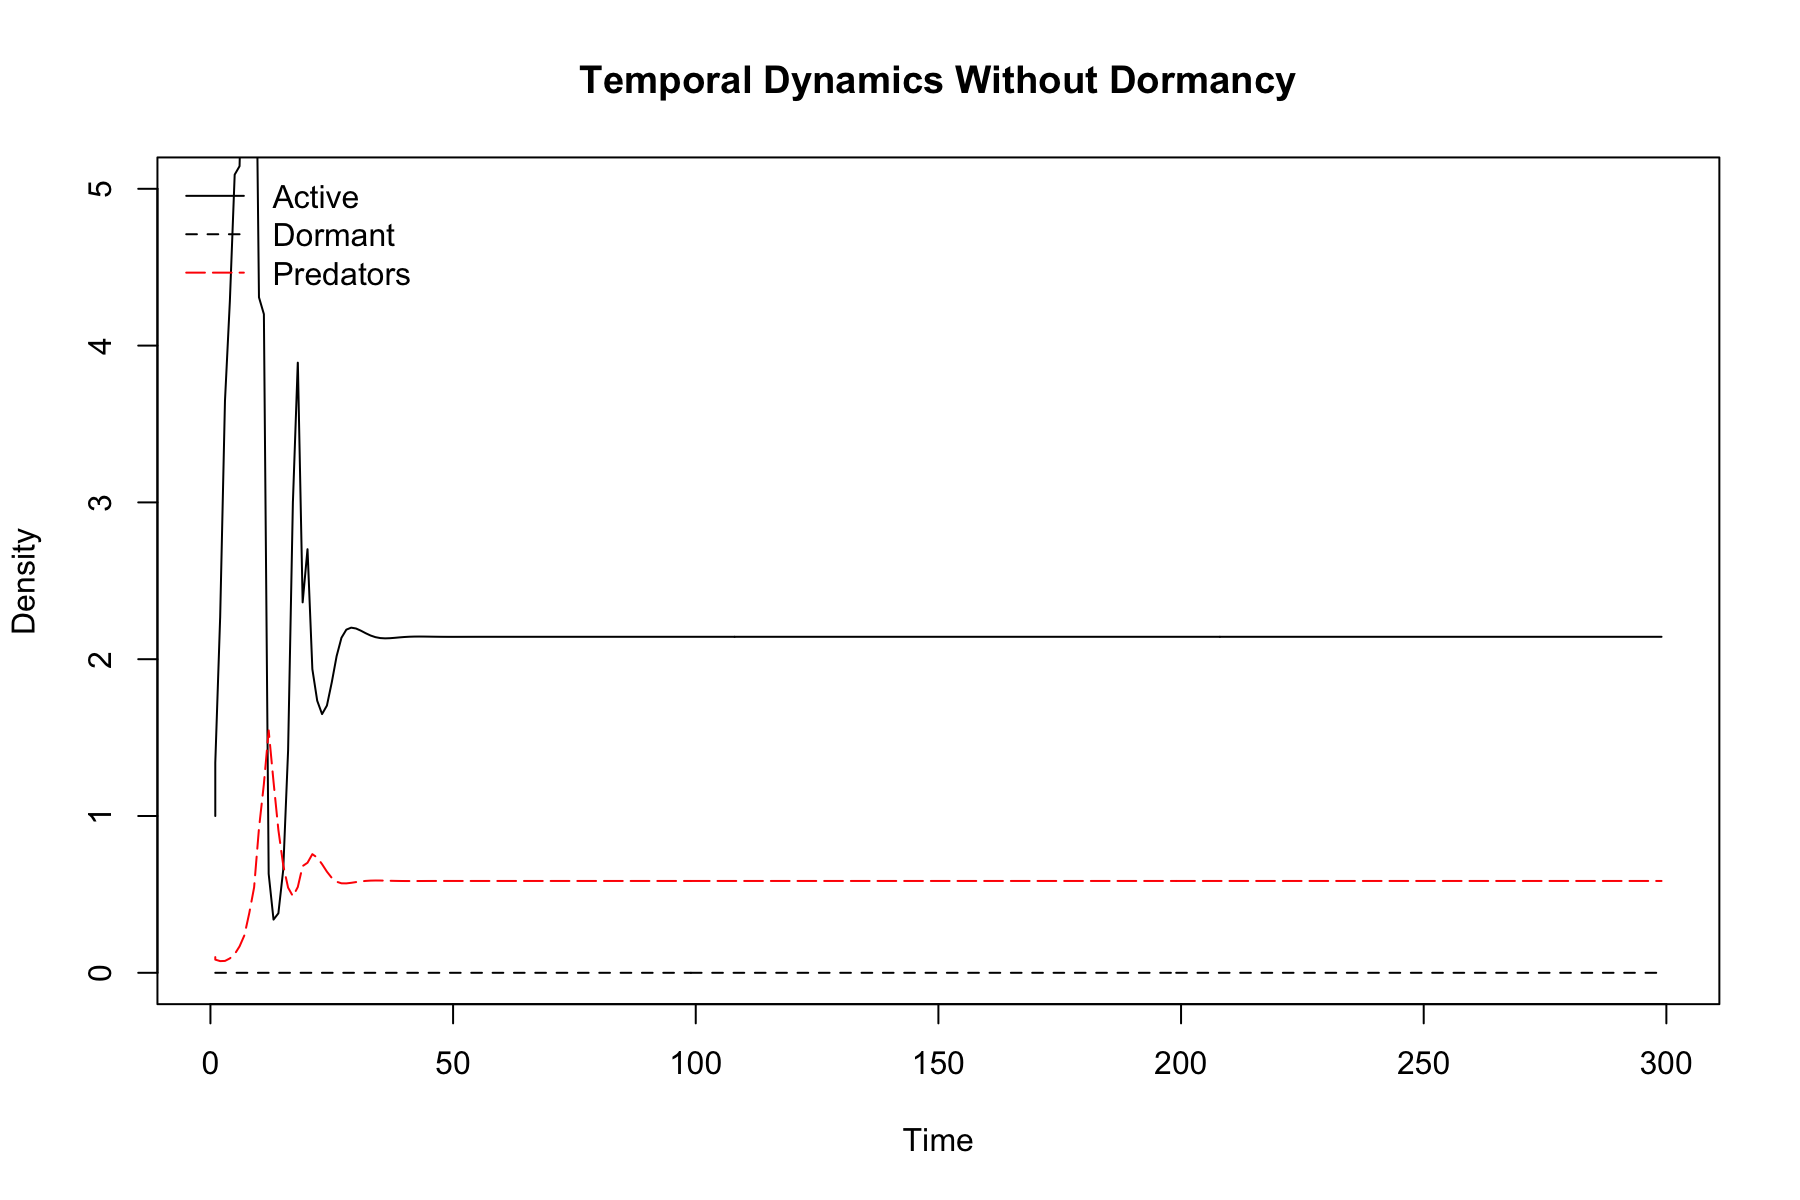 Temporal Dynamics Without Dormancy
Active
Dormant
Predators
5
4
3
2
1
0
Density
0 50 100 150 200 250 300
Time